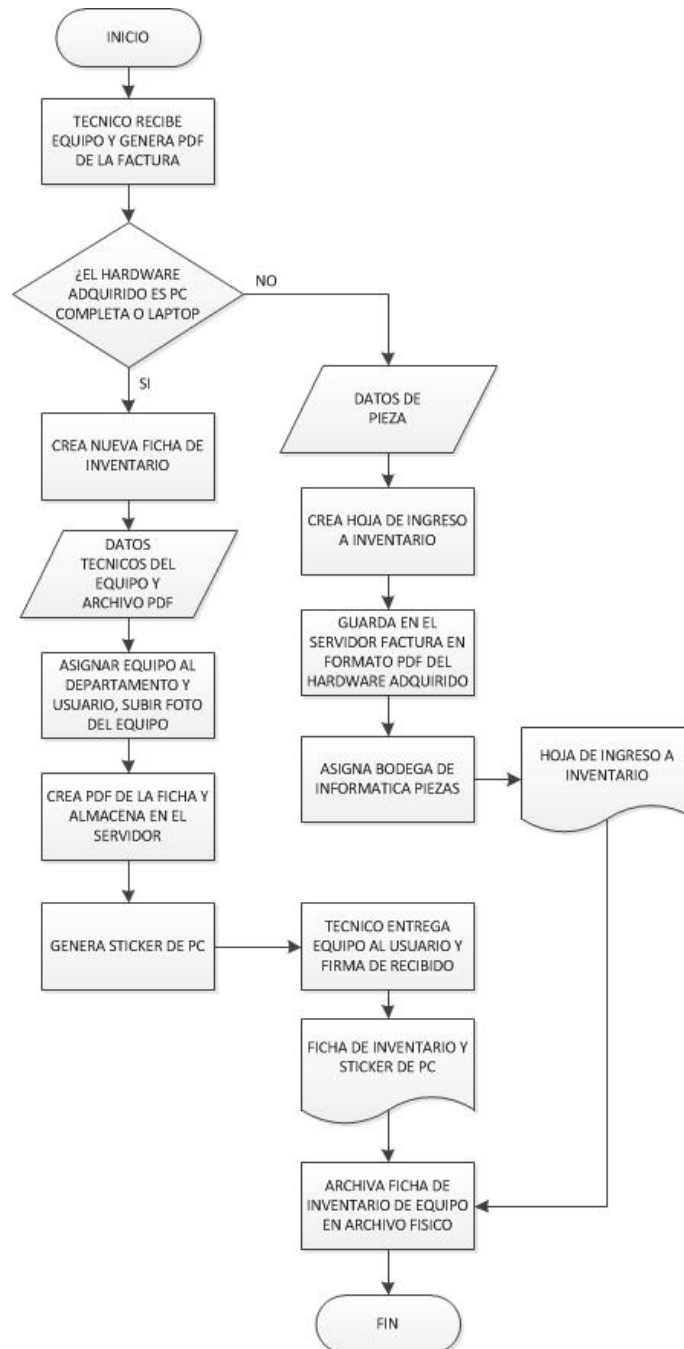 INICIO
TECNICO RECIBE
EQUIPO Y GENERA PDF
DE LA FACTURA
¿EL HARDWARE
ADQUIRIDO ES PC
COMPLETA O LAPTOP
NO
SI
DATOS DE
PIEZA
CREA NUEVA FICHA DE
INVENTARIO
CREA HOJA DE INGRESO
A INVENTARIO
DATOS
TECNICOS DEL
EQUIPO Y
ARCHIVO PDF
GUARDA EN EL
SERVIDOR FACTURA EN
FORMATO PDF DEL
HARDWARE ADQUIRIDO
ASIGNAR EQUIPO AL
DEPARTAMENTO Y
USUARIO, SUBIR FOTO
DEL EQUIPO
ASIGNA BODEGA DE
INFORMATICA PIEZAS
HOJA DE INGRESO A
INVENTARIO
CREA PDF DE LA FICHA Y
ALMACENA EN EL
SERVIDOR
GENERA STICKER DE PC
TECNICO ENTREGA
EQUIPO AL USUARIO Y
FIRMA DE RECIBIDO
FICHA DE INVENTARIO Y
STICKER DE PC
ARCHIVA FICHA DE
INVENTARIO DE EQUIPO
EN ARCHIVO FISICO
FIN